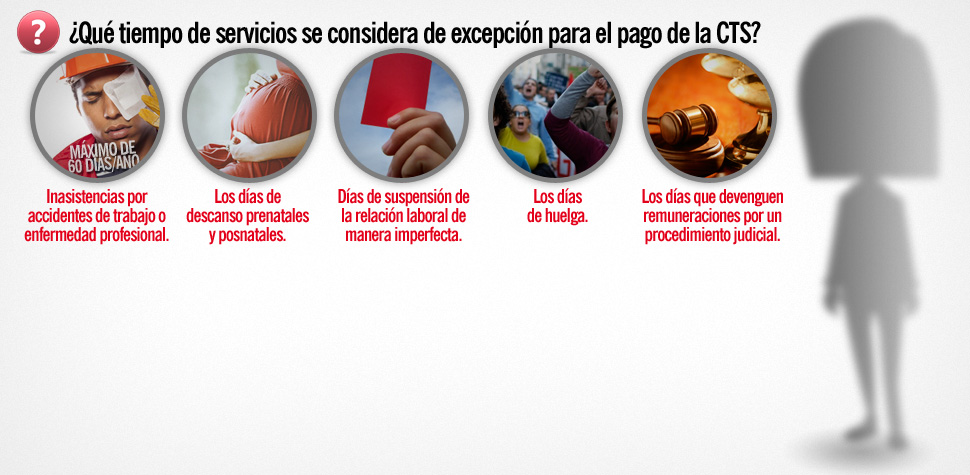 ?
¿Qué tiempo de servicios se considera de excepción para el pago de la CTS?
MÁXIMO DE
60 DÍAS/AÑO
Inasistencias por
accidentes de trabajo o
enfermedad profesional.
Los días de
descanso prenatales
y posnatales.
Días de suspensión de
la relación laboral de
manera imperfecta.
Los días
de huelga.
Los días que devenguen
remuneraciones por un
procedimiento judicial.